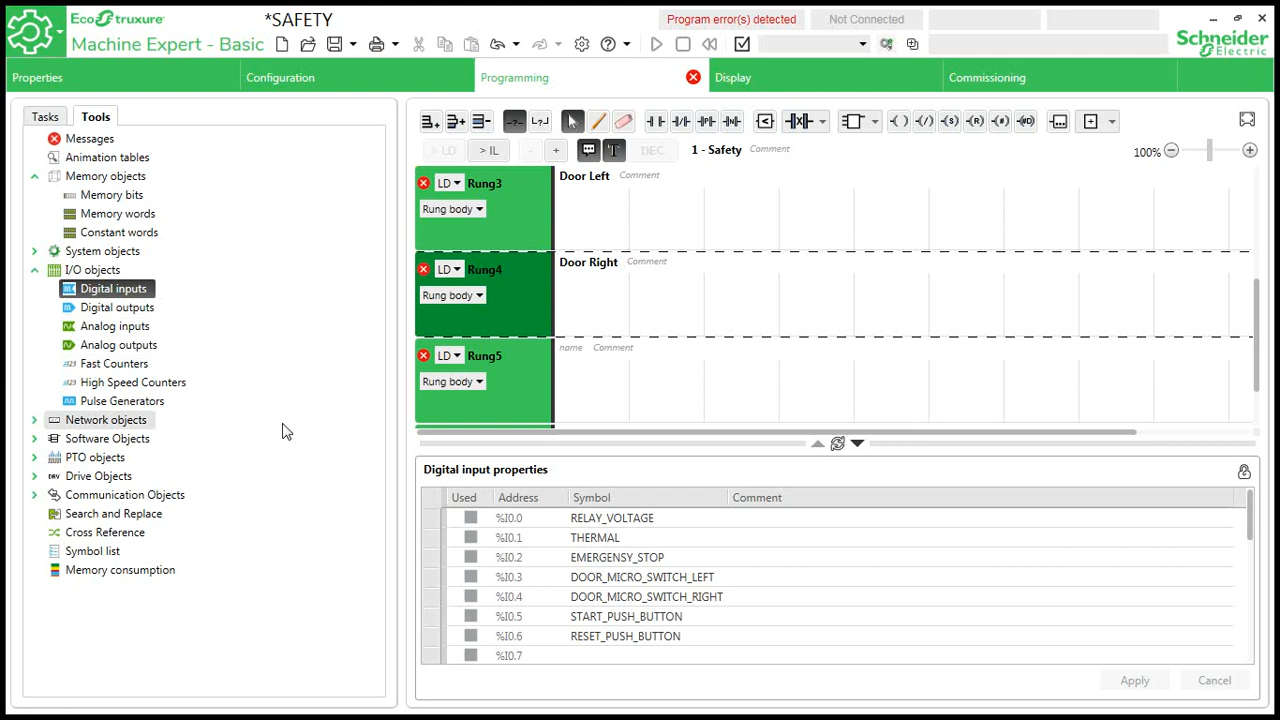 EcoStruxure
Machine Expert - Basic
*SAFETY
Program error(s) detected
Not Connected
Schneider
Electric
Properties
Configuration
Programming
Display
Commissioning
Tasks
Tools
Messages
Animation tables
Memory objects
Memory bits
Memory words
Constant words
System objects
I/O objects
Digital inputs
Digital outputs
Analog inputs
Analog outputs
Fast Counters
High Speed Counters
Pulse Generators
Network objects
Software Objects
PTO objects
Drive Objects
Communication Objects
Search and Replace
Cross Reference
Symbol list
Memory consumption
> LD
> IL
-
+
DEC
1 - Safety
Comment
100%
LD
Rung3
Door Left
Comment
Rung body
LD
Rung4
Door Right
Comment
Rung body
LD
Rung5
name
Comment
Rung body
Digital input properties
Used Address Symbol Comment
%I0.0 RELAY_VOLTAGE
%I0.1 THERMAL
%I0.2 EMERGENSY_STOP
%I0.3 DOOR_MICRO_SWITCH_LEFT
%I0.4 DOOR_MICRO_SWITCH_RIGHT
%I0.5 START_PUSH_BUTTON
%I0.6 RESET_PUSH_BUTTON
%I0.7
Apply
Cancel